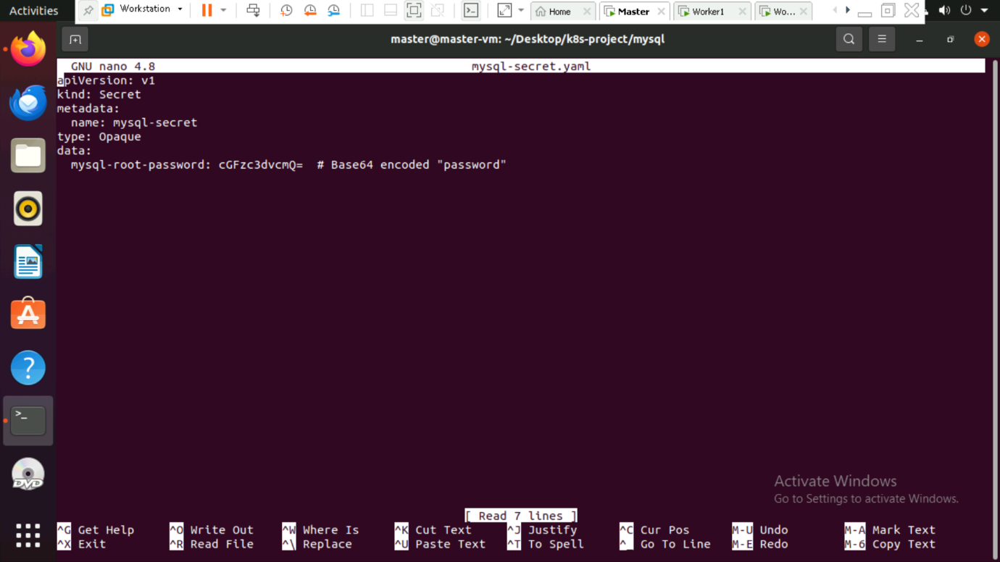 Activities
Workstation
Home
Master
Worker1
Wo...
master@master-vm: ~/Desktop/k8s-project/mysql
GNU nano 4.8 mysql-secret.yaml
apiVersion: v1
kind: Secret
metadata:
  name: mysql-secret
type: Opaque
data:
  mysql-root-password: cGFzc3dvcmQ=  # Base64 encoded "password"
Activate Windows
Go to Settings to activate Windows.
[ Read 7 lines ]
^G Get Help ^O Write Out ^W Where Is ^K Cut Text ^J Justify ^C Cur Pos M-U Undo M-A Mark Text
^X Exit ^R Read File ^\ Replace ^U Paste Text ^T To Spell ^_ Go To Line M-E Redo M-6 Copy Text
DVD